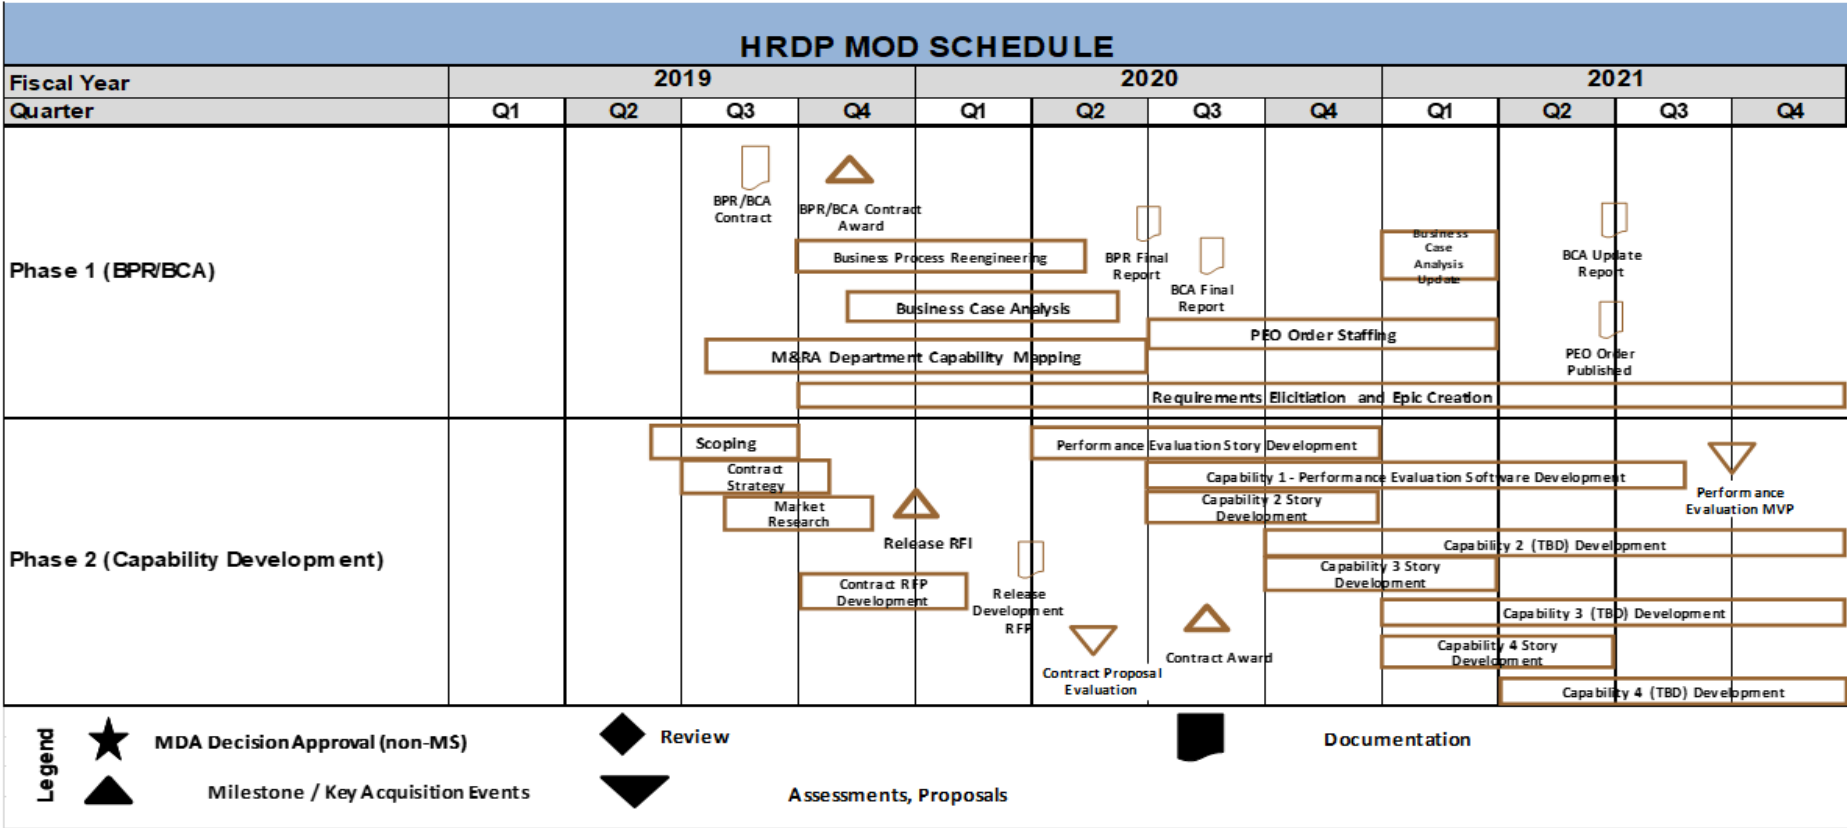 HRDP MOD SCHEDULE
Fiscal Year
2019
2020
2021
Quarter
Q1
Q2
Q3
Q4
Q1
Q2
Q3
Q4
Q1
Q2
Q3
Q4
Phase 1 (BPR/BCA)
BPR/BCA
Contract
BPR/BCA Contract
Award
Business Process Reengineering
BPR Final
Report
BCA Final
Report
Business
Case
Analysis
Update
BCA Update
Report
Business Case Analysis
PEO Order Staffing
M&RA Department Capability Mapping
PEO Order
Published
Requirements Elicitiation and Epic Creation
Phase 2 (Capability Development)
Scoping
Contract
Strategy
Market
Research
Release RFI
Contract RFP
Development
Release
Development
RFP
Contract Proposal
Evaluation
Contract Award
Performance Evaluation Story Development
Capability 1 - Performance Evaluation Software Development
Performance
Evaluation MVP
Capability 2 Story
Development
Capability 2 (TBD) Development
Capability 3 Story
Development
Capability 3 (TBD) Development
Capability 4 Story
Development
Capability 4 (TBD) Development
Legend
MDA Decision Approval (non-MS)
Review
Documentation
Milestone / Key Acquisition Events
Assessments, Proposals